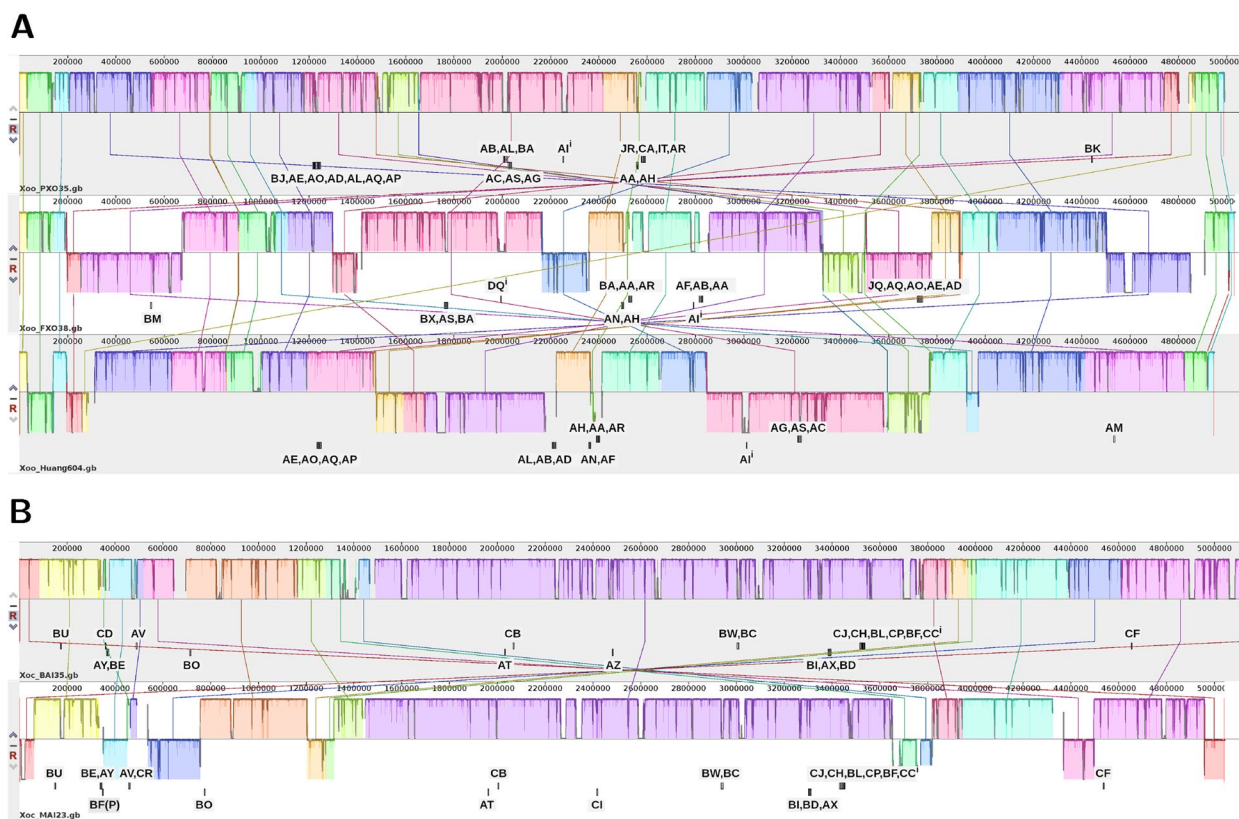 A
200000 400000 600000 800000 1000000 1200000 1400000 1600000 1800000 2000000 2200000 2400000 2600000 2800000 3000000 3200000 3400000 3600000 3800000 4000000 4200000 4400000 4600000 4800000 500000
R
AB,AL,BA AIⁱ JR,CA,IT,AR BK
BJ,AE,AO,AD,AL,AQ,AP AC,AS,AG AA,AH
Xoo_PXO35.gb
200000 400000 600000 800000 1000000 1200000 1400000 1600000 1800000 2000000 2200000 2400000 2600000 2800000 3000000 3200000 3400000 3600000 3800000 4000000 4200000 4400000 4600000 4800000
R
DQⁱ BA,AA,AR AF,AB,AA JQ,AQ,AO,AE,AD
BM BX,AS,BA AN,AH AIⁱ
Xoo_FXO38.gb
200000 400000 600000 800000 1000000 1200000 1400000 1600000 1800000 2000000 2200000 2400000 2600000 2800000 3000000 3200000 3400000 3600000 3800000 4000000 4200000 4400000 4600000 4800000
R
AH,AA,AR AG,AS,AC AM
AE,AO,AQ,AP AL,AB,AD AN,AF AIⁱ
Xoo_Huang604.gb
B
200000 400000 600000 800000 1000000 1200000 1400000 1600000 1800000 2000000 2200000 2400000 2600000 2800000 3000000 3200000 3400000 3600000 3800000 4000000 4200000 4400000 4600000 4800000 5000000
R
BU CD AV CB BW,BC CJ,CH,BL,CP,BF,CCⁱ CF
AY,BE BO AT AZ BI,AX,BD
Xoc_BAI35.gb
200000 400000 600000 800000 1000000 1200000 1400000 1600000 1800000 2000000 2200000 2400000 2600000 2800000 3000000 3200000 3400000 3600000 3800000 4000000 4200000 4400000 4600000 4800000 500000
R
BU BE,AY AV,CR CB BW,BC CJ,CH,BL,CP,BF,CCⁱ CF
BF(P) BO AT CI BI,BD,AX
Xoc_MAI23.gb